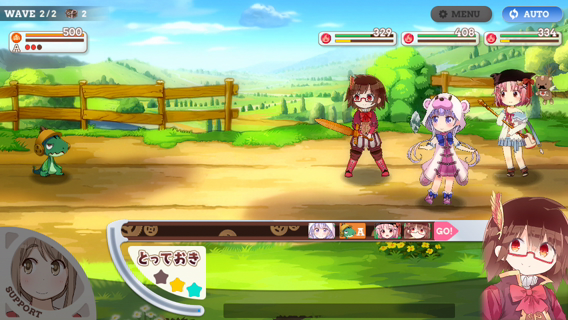 WAVE 2/2 2
MENU
AUTO
500
A
329
408
334
A
GO!
とっておき
SUPPORT